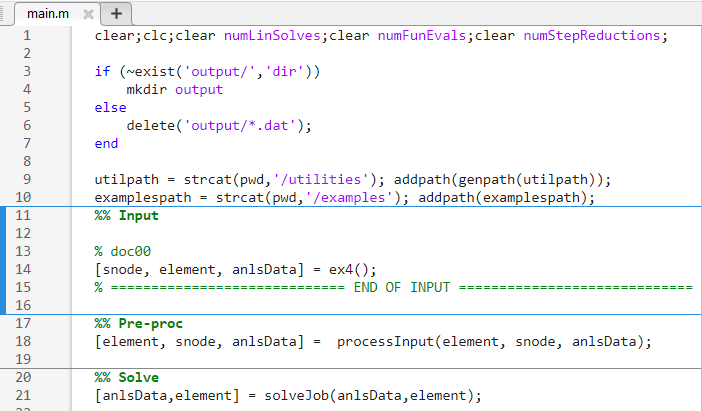 main.m × +
1 clear;clc;clear numLinSolves;clear numFunEvals;clear numStepReductions;
2
3 if (~exist('output/','dir'))
4     mkdir output
5 else
6     delete('output/*.dat');
7 end
8
9 utilpath = strcat(pwd,'/utilities'); addpath(genpath(utilpath));
10 examplespath = strcat(pwd,'/examples'); addpath(examplespath);
11 %% Input
12
13 % doc00
14 [snode, element, anlsData] = ex4();
15 % ============================= END OF INPUT =============================
16
17 %% Pre-proc
18 [element, snode, anlsData] =  processInput(element, snode, anlsData);
19
20 %% Solve
21 [anlsData,element] = solveJob(anlsData,element);